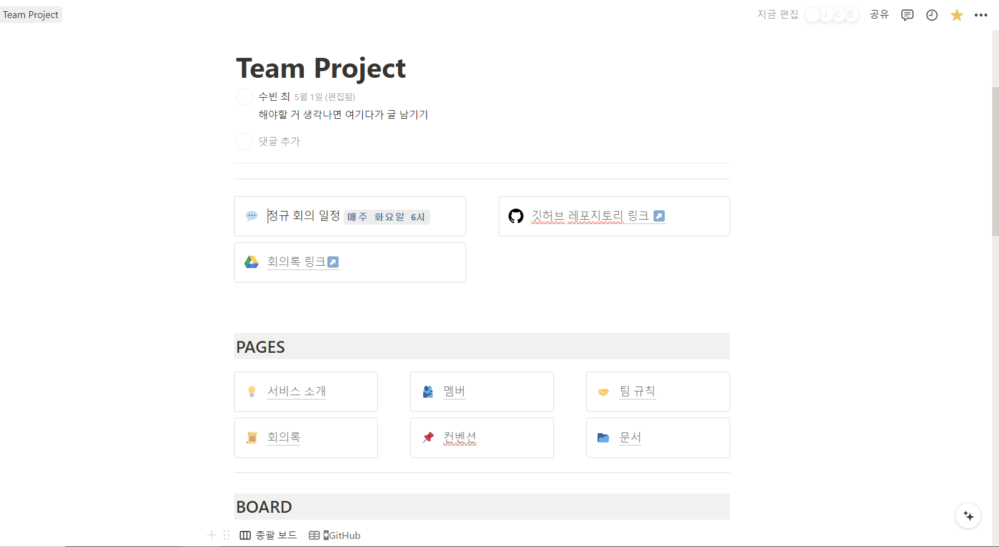 Team Project
지금 편집 J C 민 공유
Team Project
수빈 최 5월 1일 (편집됨)
해야할 거 생각나면 여기다가 글 남기기
댓글 추가
정규 회의 일정 매주 화요일 6시
깃허브 레포지토리 링크
회의록 링크
PAGES
서비스 소개
멤버
팀 규칙
회의록
컨벤션
문서
BOARD
총괄 보드
GitHub